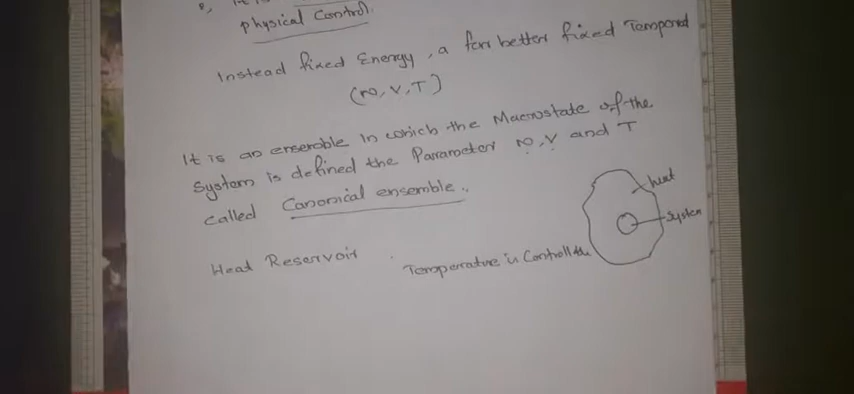 physical Control.
Instead fixed Energy, a far better fixed Temperat
(N, V, T)
It is an ensemble in which the Macrostate of the
System is defined the Parameter N, V and T
called Canonical ensemble.
heat
System
Heat Reservoir
Temperature is Controll the